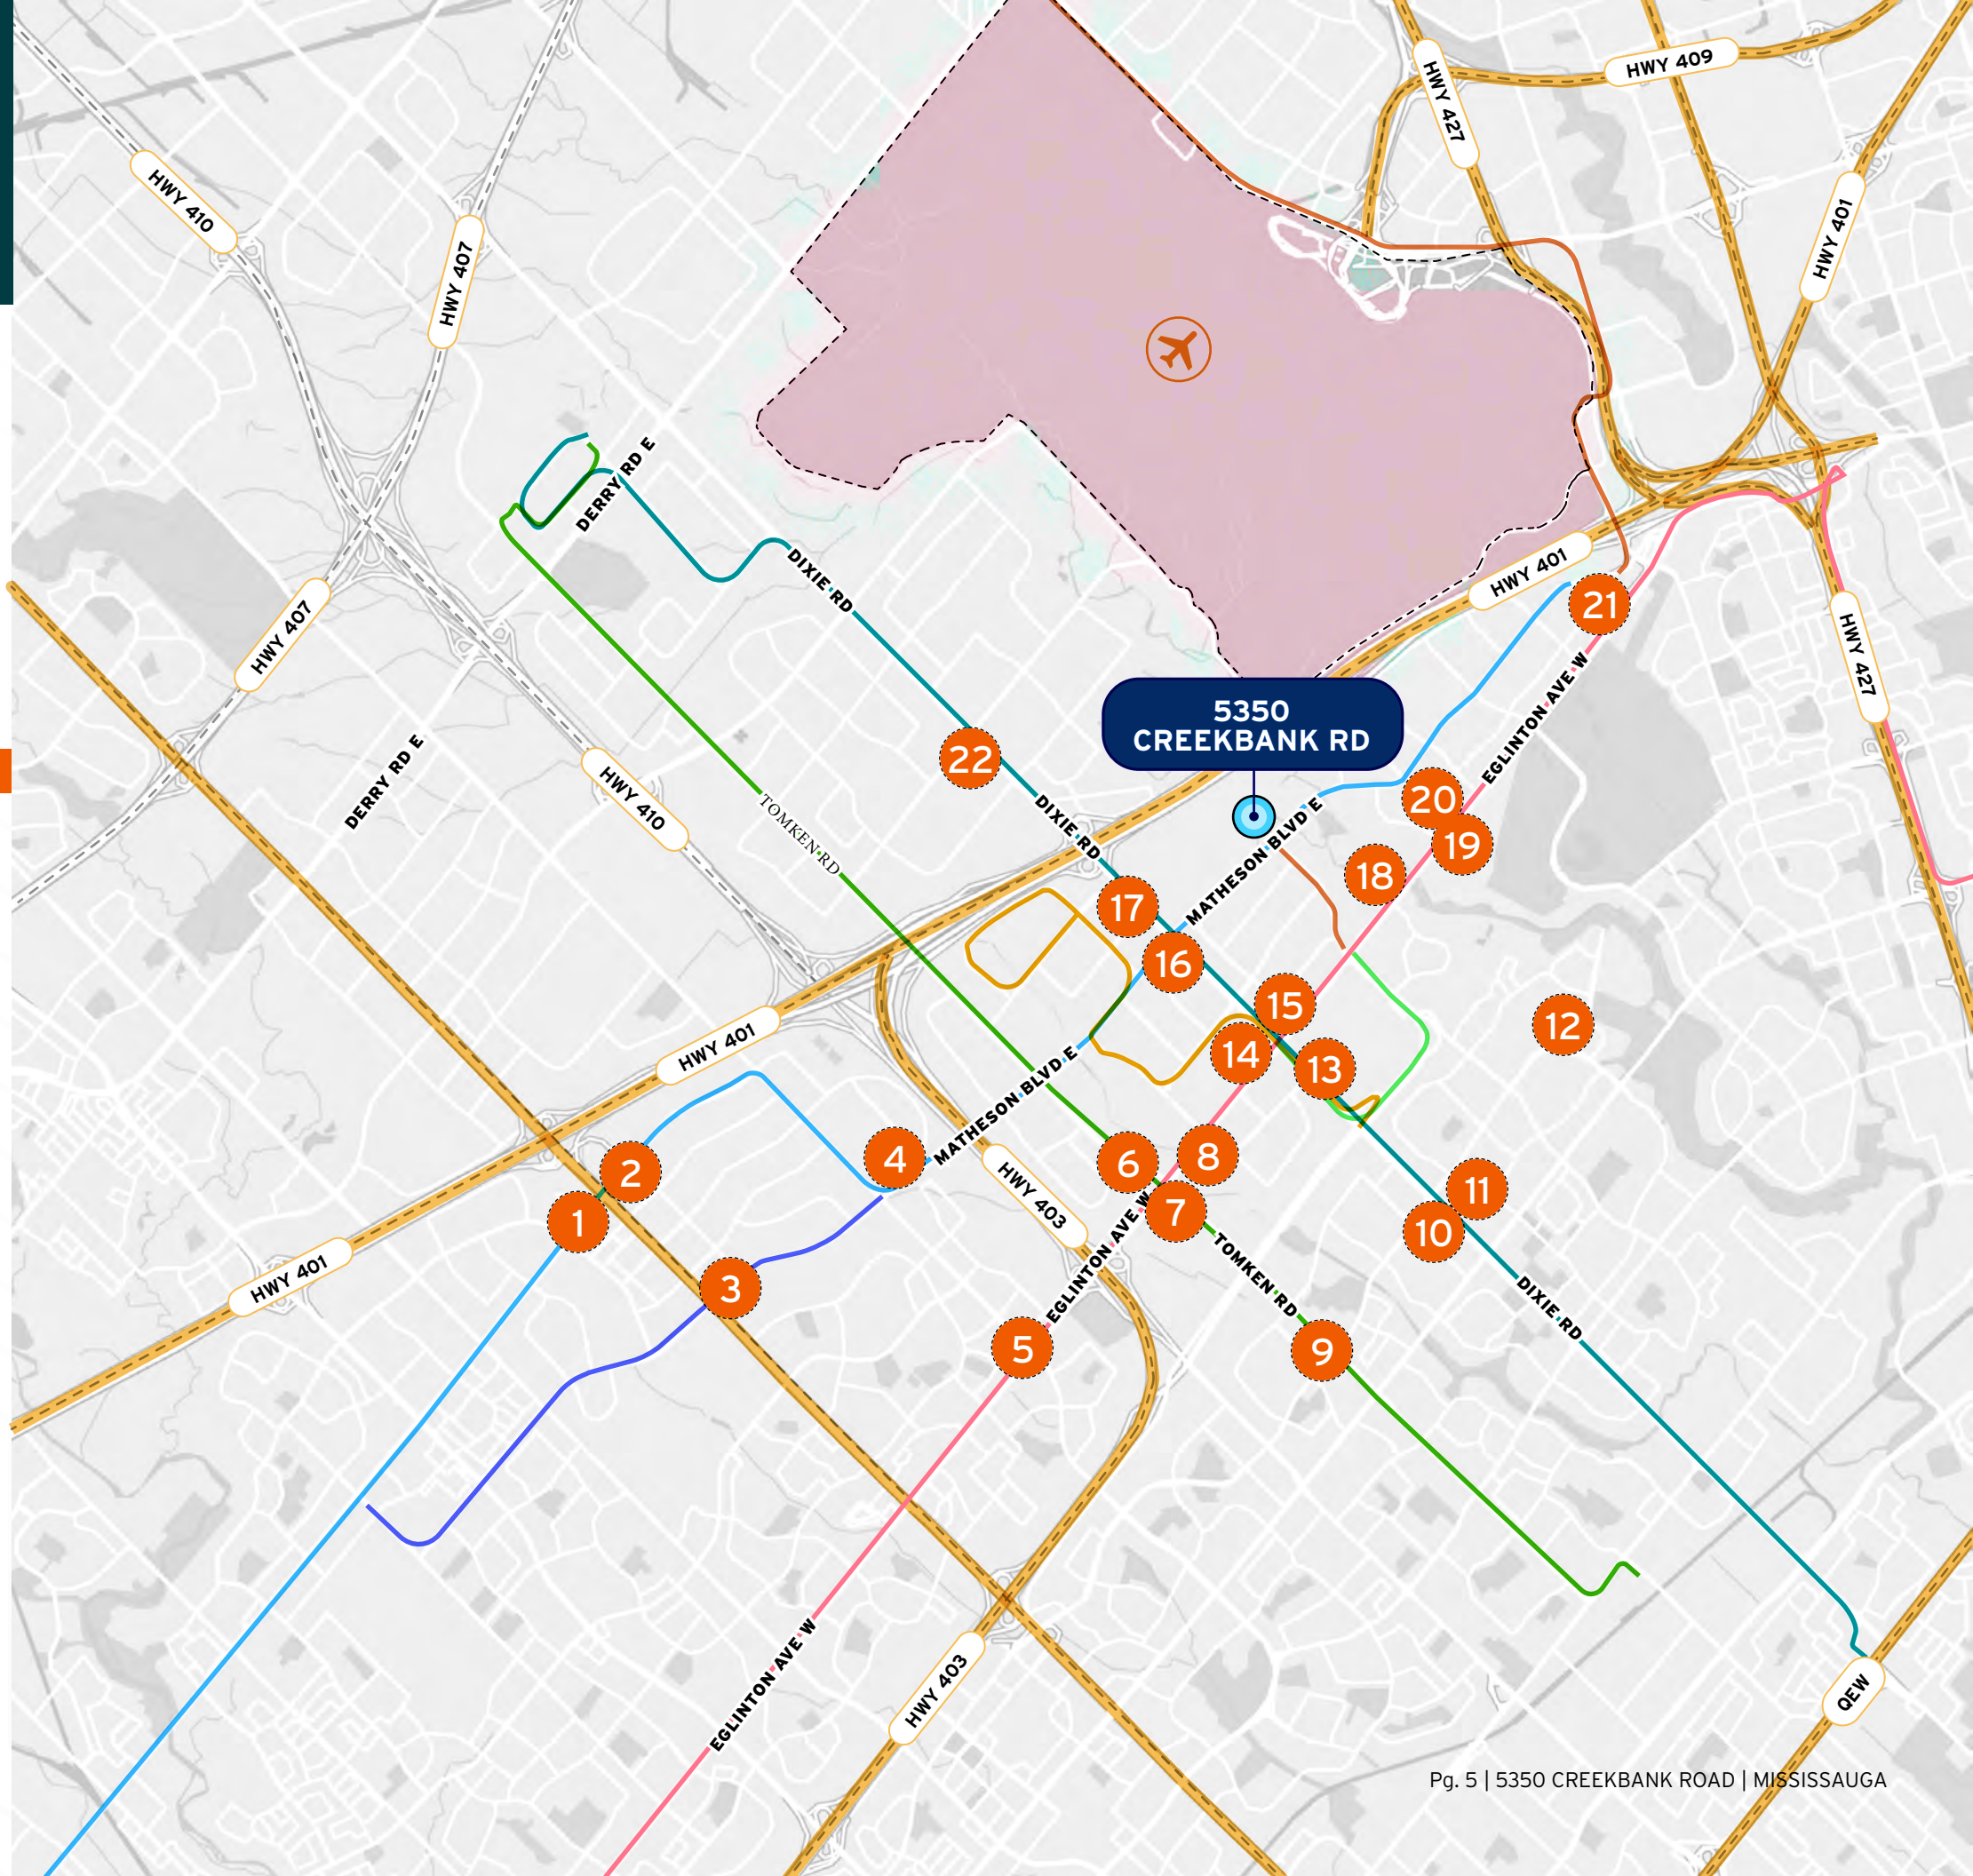 HWY 409
HWY 427
HWY 410
HWY 401
HWY 407
DERRY RD E
DIXIE RD
HWY 401
HWY 407
21
HWY 427
EGLINTON AVE W
5350
CREEKBANK RD
22
DERRY RD E
HWY 410
TOMKEN RD
DIXIE RD
20
19
MATHESON BLVD E
18
17
16
15
12
HWY 401
14
13
MATHESON BLVD E
4
2
6
8
11
1
HWY 403
7
10
HWY 401
3
EGLINTON AVE W
TOMKEN RD
DIXIE RD
5
9
EGLINTON AVE W
HWY 403
QEW
Pg. 5 | 5350 CREEKBANK ROAD | MISSISSAUGA